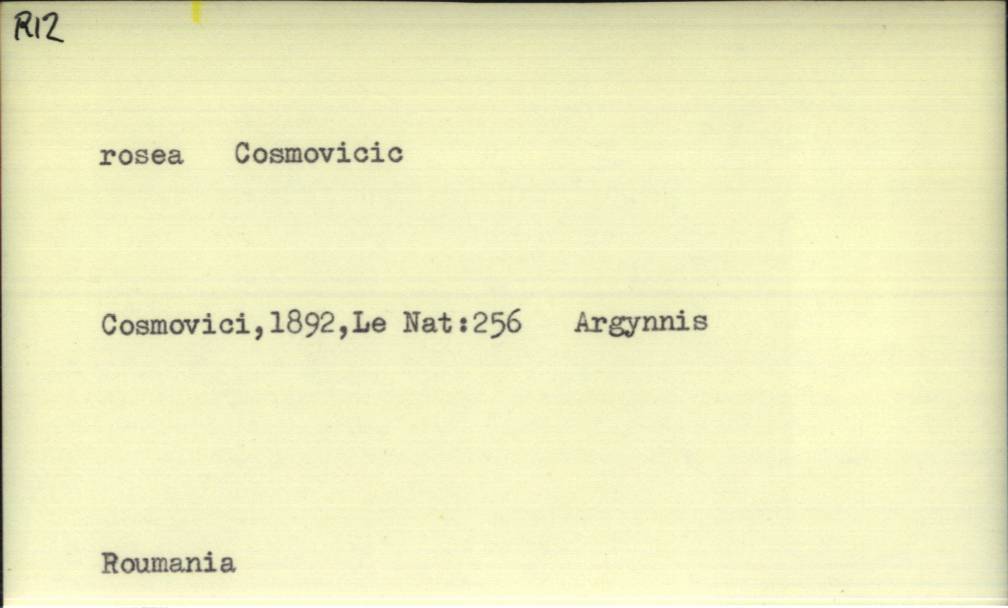 R12
rosea Cosmovicic
Cosmovici,1892,Le Nat:256 Argynnis
Roumania